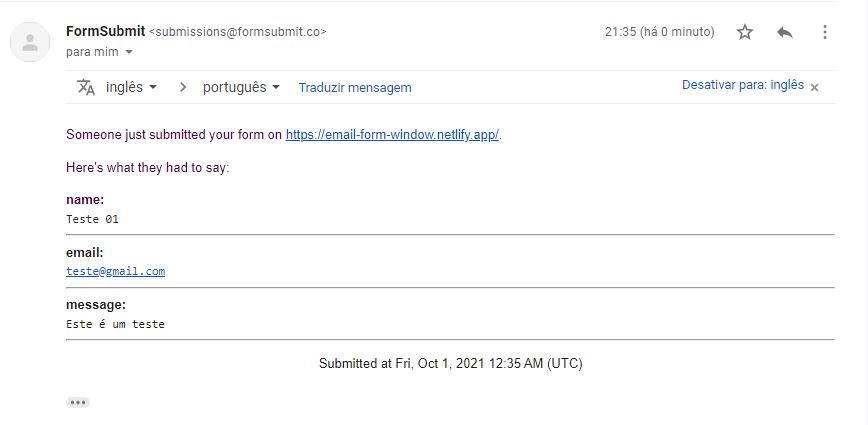 FormSubmit <submissions@formsubmit.co> 21:35 (há 0 minuto)
para mim
inglês > português Traduzir mensagem Desativar para: inglês ×
Someone just submitted your form on https://email-form-window.netlify.app/.
Here's what they had to say:
name:
Teste 01
email:
teste@gmail.com
message:
Este é um teste
Submitted at Fri, Oct 1, 2021 12:35 AM (UTC)